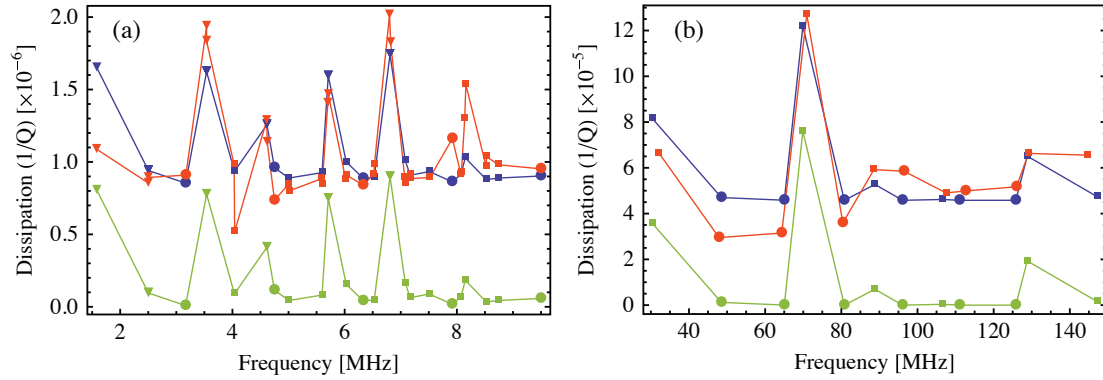 (a)
Dissipation (1/Q) [×10⁻⁶]
2.0
1.5
1.0
0.5
0.0
2 4 6 8
Frequency [MHz]
(b)
Dissipation (1/Q) [×10⁻⁵]
12
10
8
6
4
2
0
40 60 80 100 120 140
Frequency [MHz]